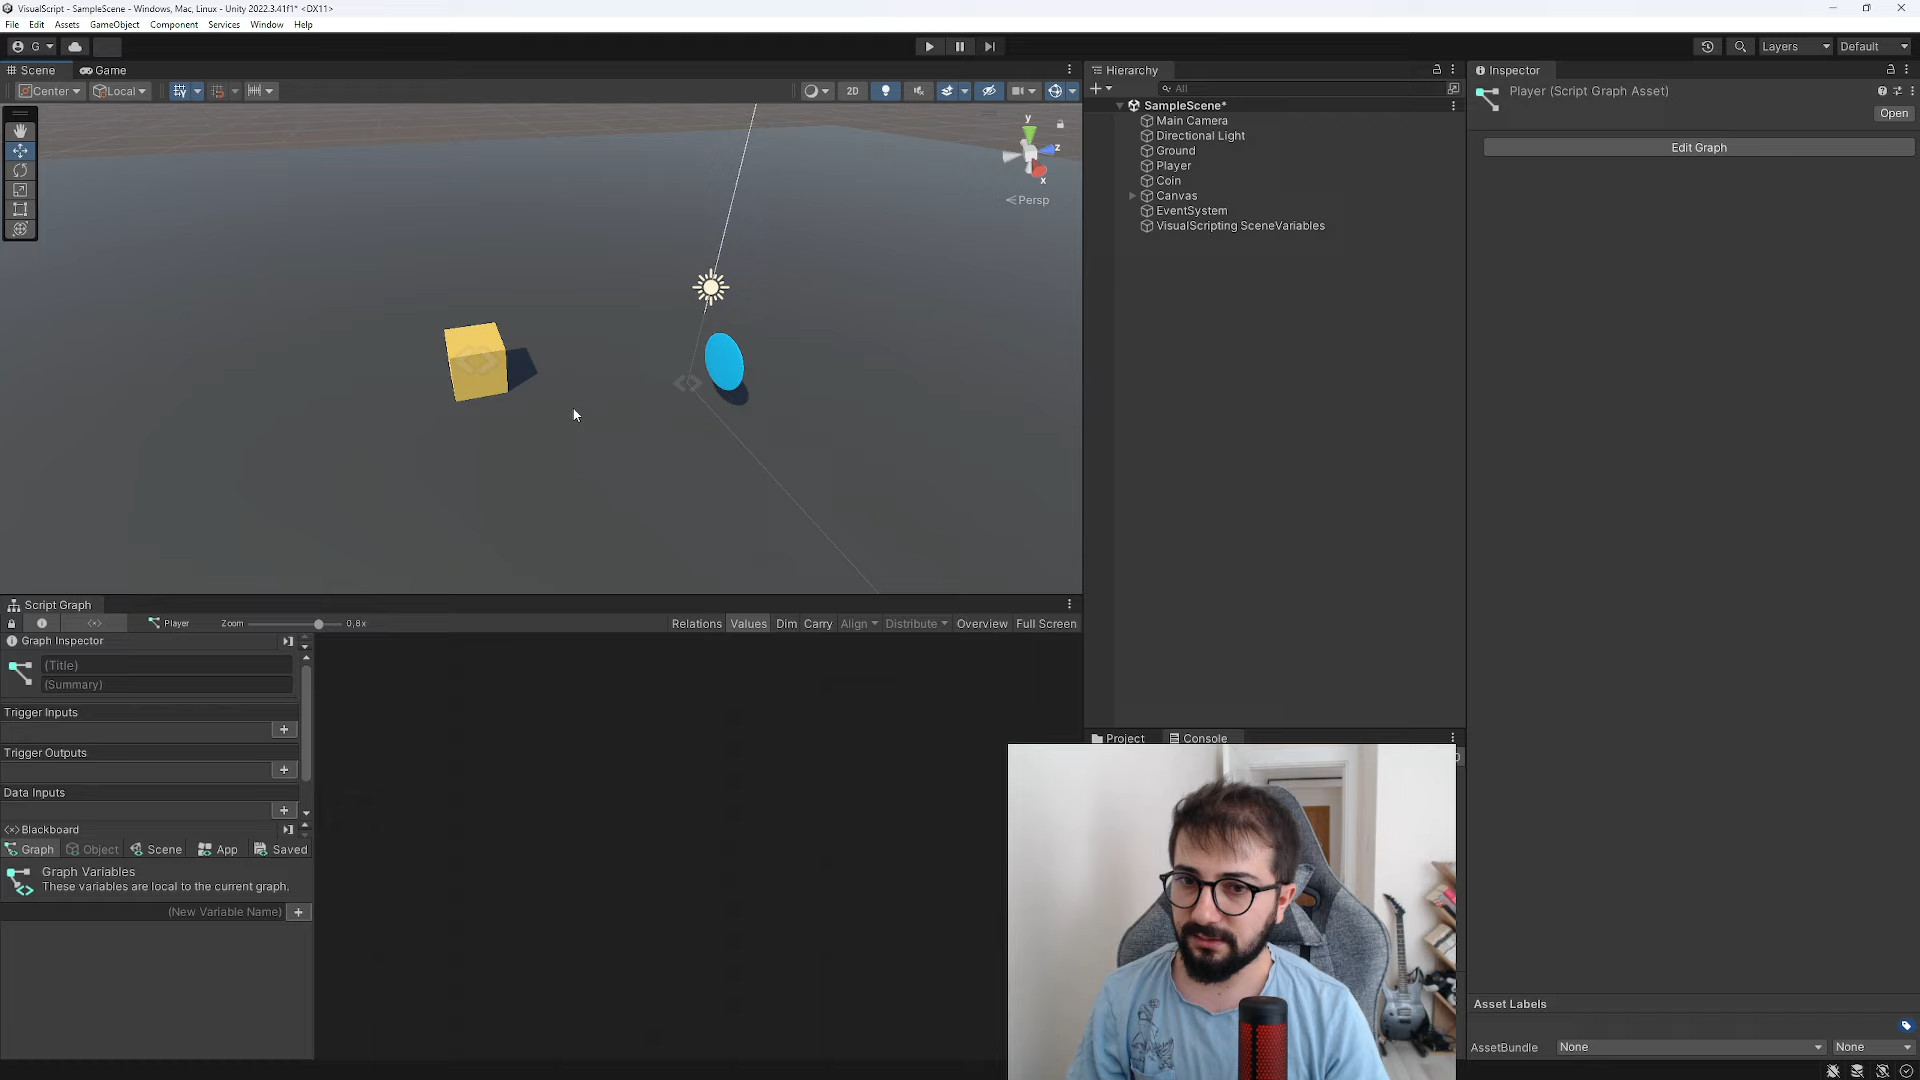 VisualScript - SampleScene - Windows, Mac, Linux - Unity 2022.3.41f1* <DX11>
File Edit Assets GameObject Component Services Window Help
G Layers Default
Scene Game
Center Local 2D
y
z
x
Persp
Hierarchy
All
SampleScene*
Main Camera
Directional Light
Ground
Player
Coin
Canvas
EventSystem
VisualScripting SceneVariables
Inspector
Player (Script Graph Asset)
Open
Edit Graph
Script Graph
Player Zoom 0,8x Relations Values Dim Carry Align Distribute Overview Full Screen
Graph Inspector
(Title)
(Summary)
Trigger Inputs
Trigger Outputs
Data Inputs
Blackboard
Graph Object Scene App Saved
Graph Variables
These variables are local to the current graph.
(New Variable Name)
Project Console
Asset Labels
AssetBundle None None